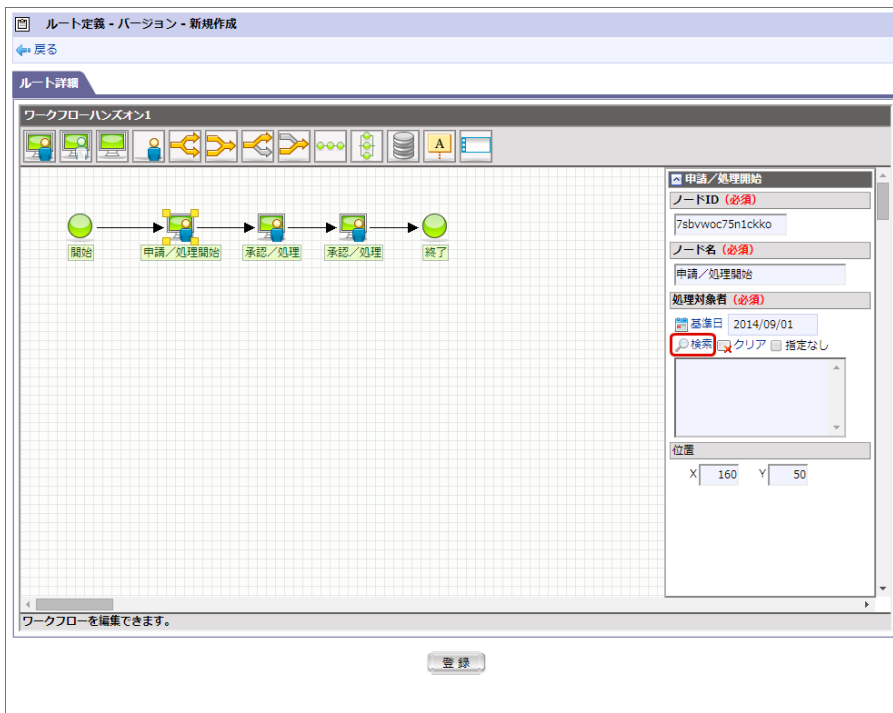 ルート定義 - バージョン - 新規作成
戻る
ルート詳細
ワークフローハンズオン1
A
開始
申請／処理開始
承認／処理
承認／処理
終了
申請／処理開始
ノードID（必須）
7sbvwoc75n1ckko
ノード名（必須）
申請／処理開始
処理対象者（必須）
基準日 2014/09/01
検索 クリア 指定なし
位置
X 160 Y 50
ワークフローを編集できます。
登録